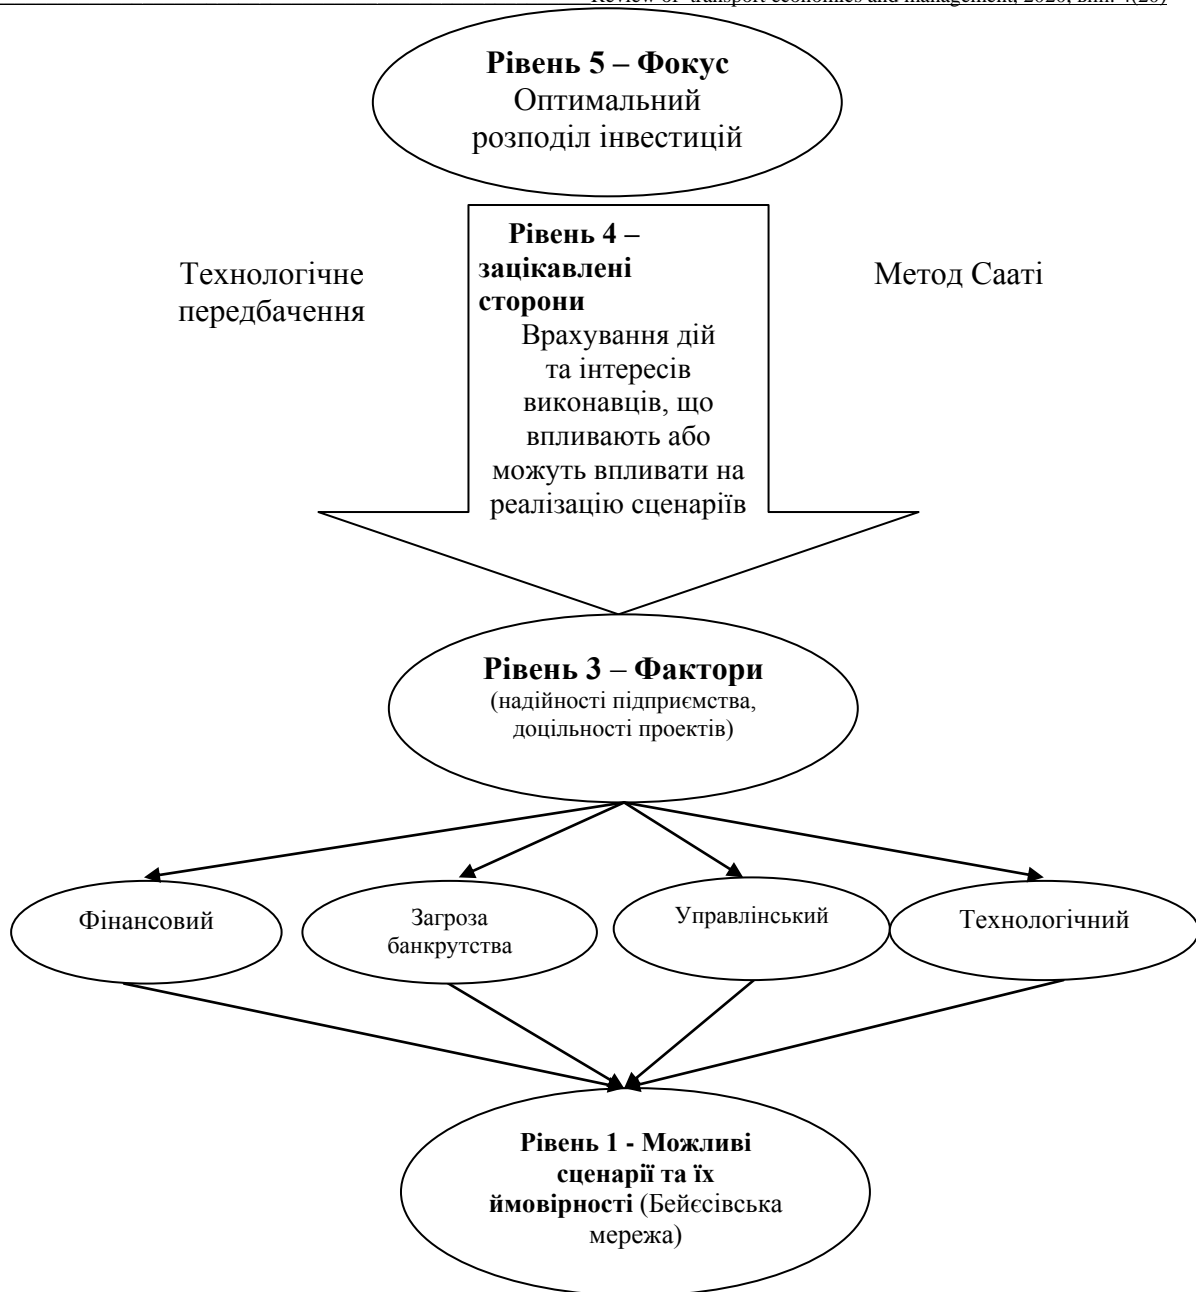 Review of transport economics and management, 2020, вип. 4(20)
Рівень 5 – Фокус
Оптимальний
розподіл інвестицій
Рівень 4 –
зацікавлені
сторони
Врахування дій
та інтересів
виконавців, що
впливають або
можуть впливати на
реалізацію сценаріїв
Технологічне
передбачення
Метод Сааті
Рівень 3 – Фактори
(надійності підприємства,
доцільності проектів)
Фінансовий
Загроза
банкрутства
Управлінський
Технологічний
Рівень 1 - Можливі
сценарії та їх
ймовірності (Бейєсівська
мережа)